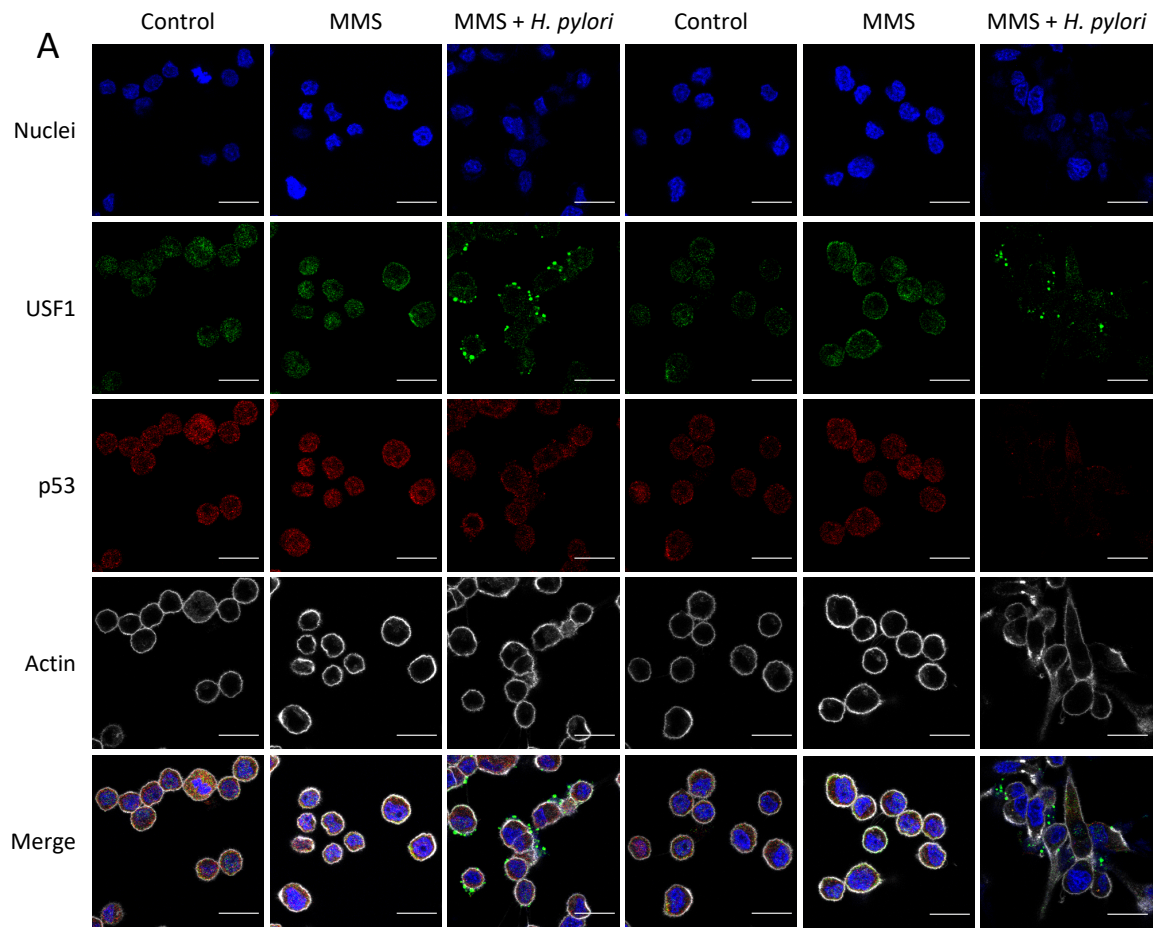 A
Control MMS MMS + H. pylori Control MMS MMS + H. pylori
Nuclei
USF1
p53
Actin
Merge